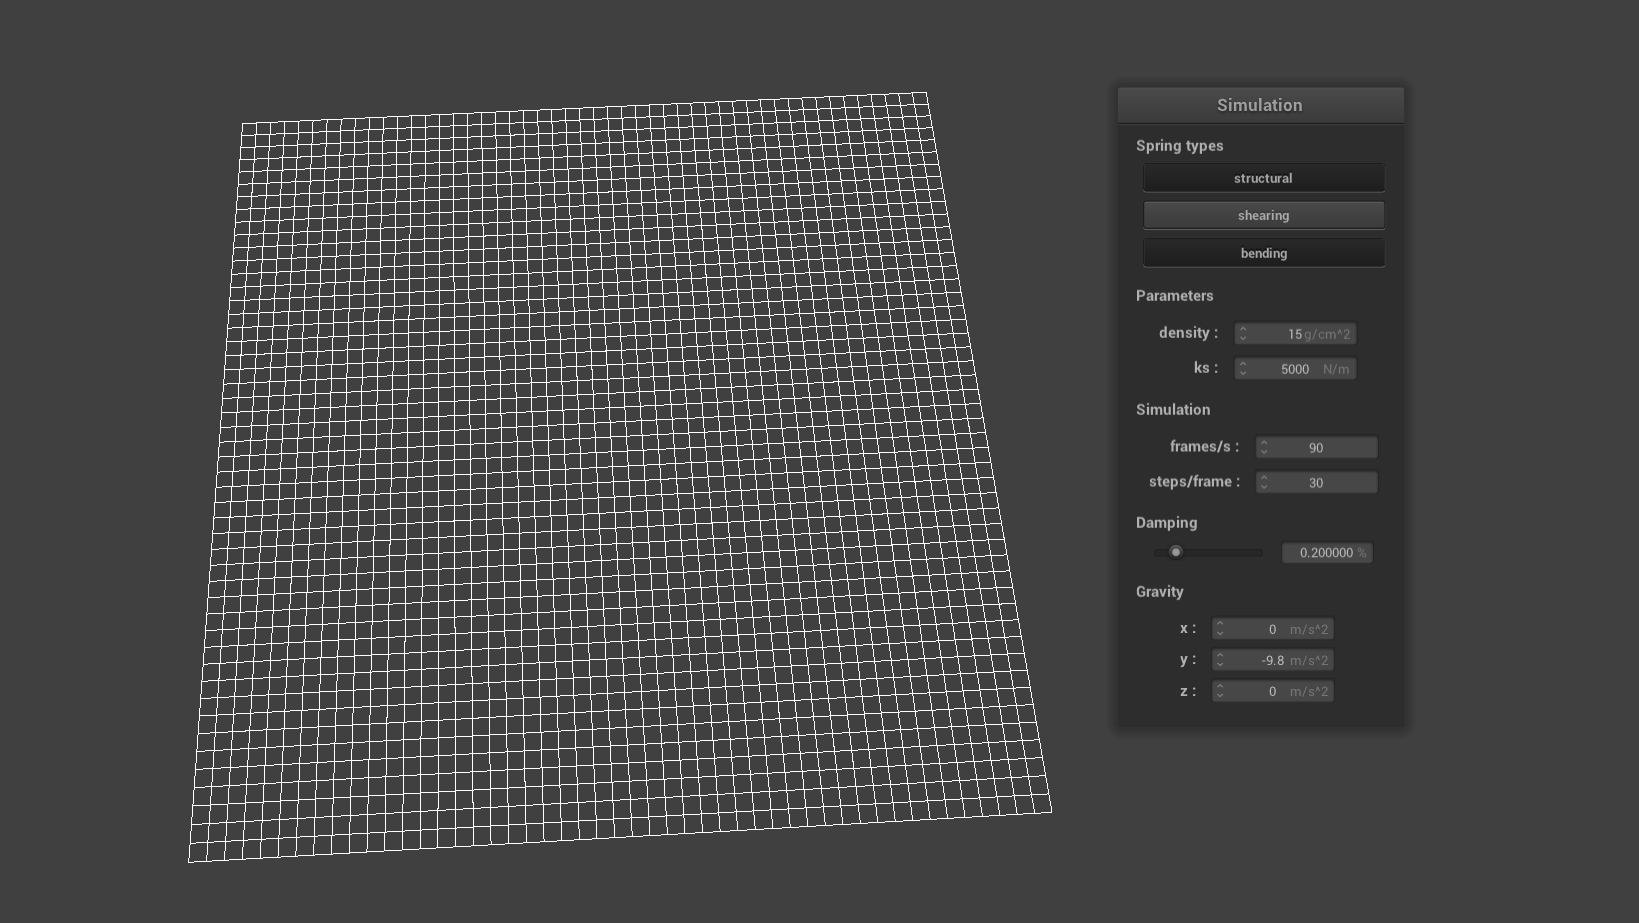 Simulation
Spring types
structural
shearing
bending
Parameters
density : 15 g/cm^2
ks : 5000 N/m
Simulation
frames/s : 90
steps/frame : 30
Damping
0.200000 %
Gravity
x : 0 m/s^2
y : -9.8 m/s^2
z : 0 m/s^2